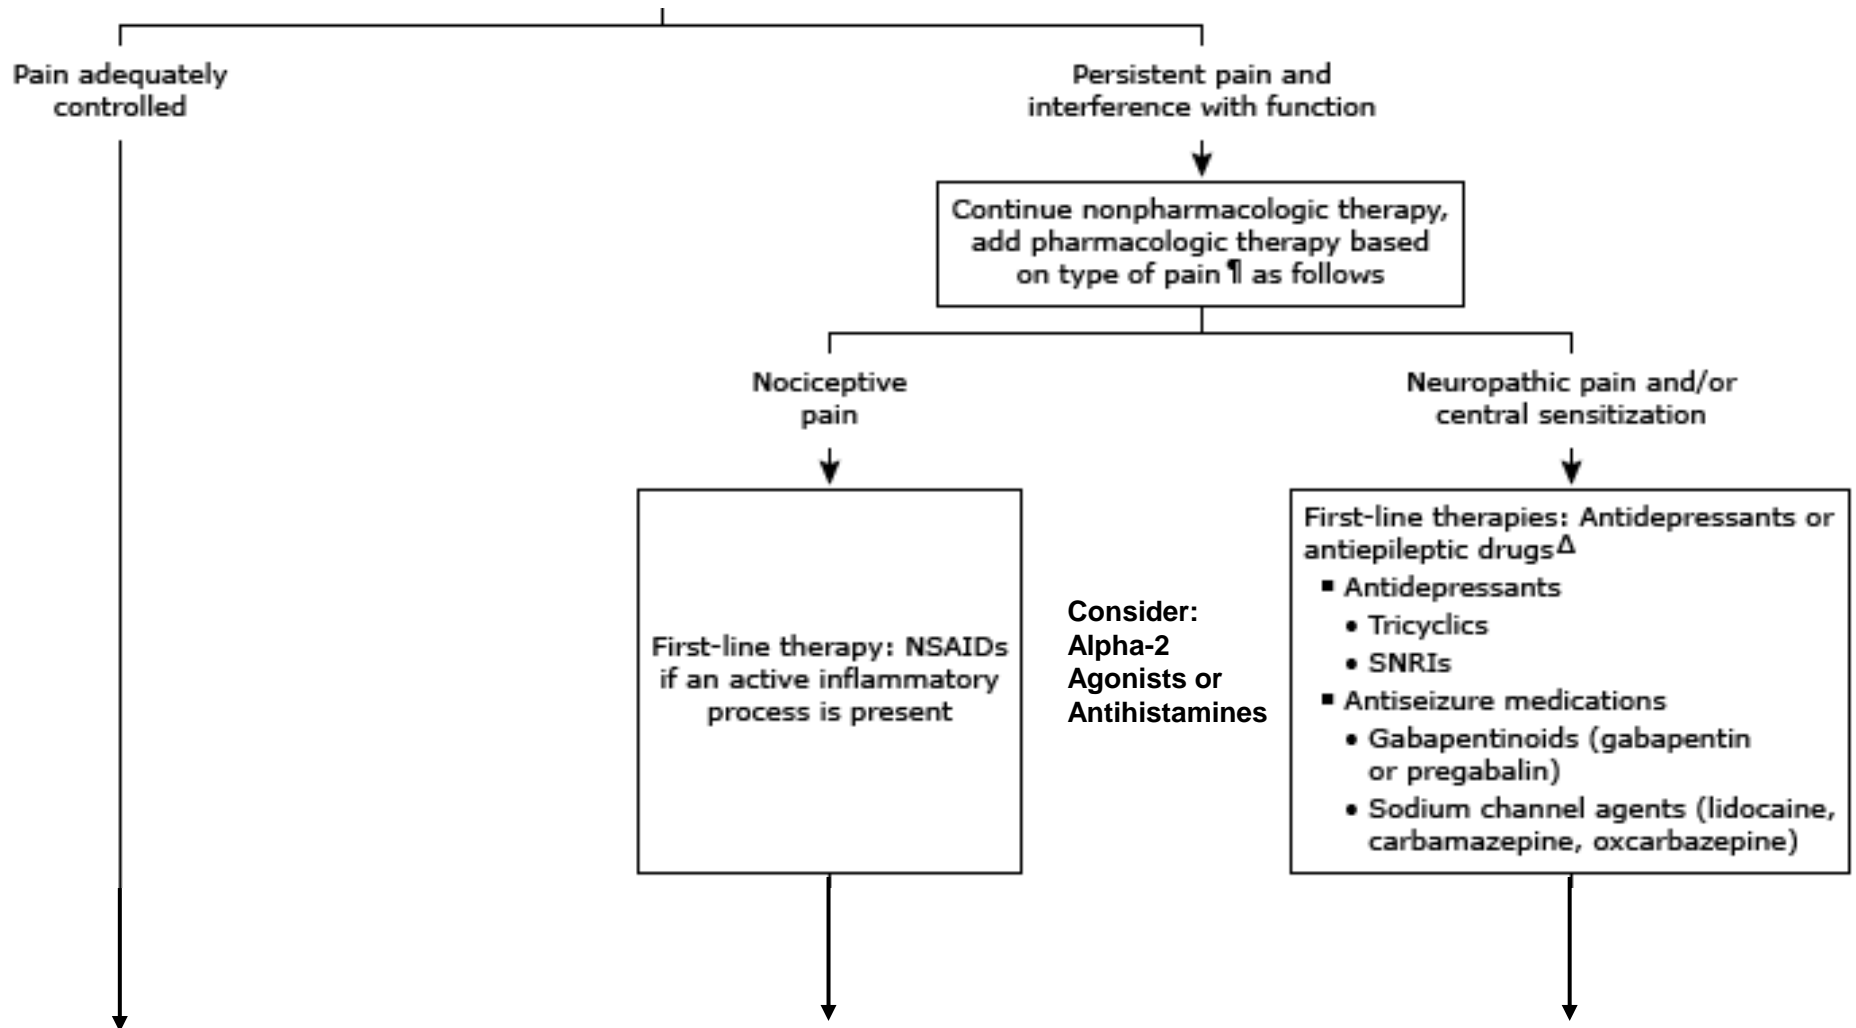 Pain adequately
controlled
Persistent pain and
interference with function
Continue nonpharmacologic therapy,
add pharmacologic therapy based
on type of pain ¶ as follows
Nociceptive
pain
Neuropathic pain and/or
central sensitization
First-line therapy: NSAIDs
if an active inflammatory
process is present
Consider:
Alpha-2
Agonists or
Antihistamines
First-line therapies: Antidepressants or
antiepileptic drugsΔ
▪ Antidepressants
• Tricyclics
• SNRIs
▪ Antiseizure medications
• Gabapentinoids (gabapentin
or pregabalin)
• Sodium channel agents (lidocaine,
carbamazepine, oxcarbazepine)